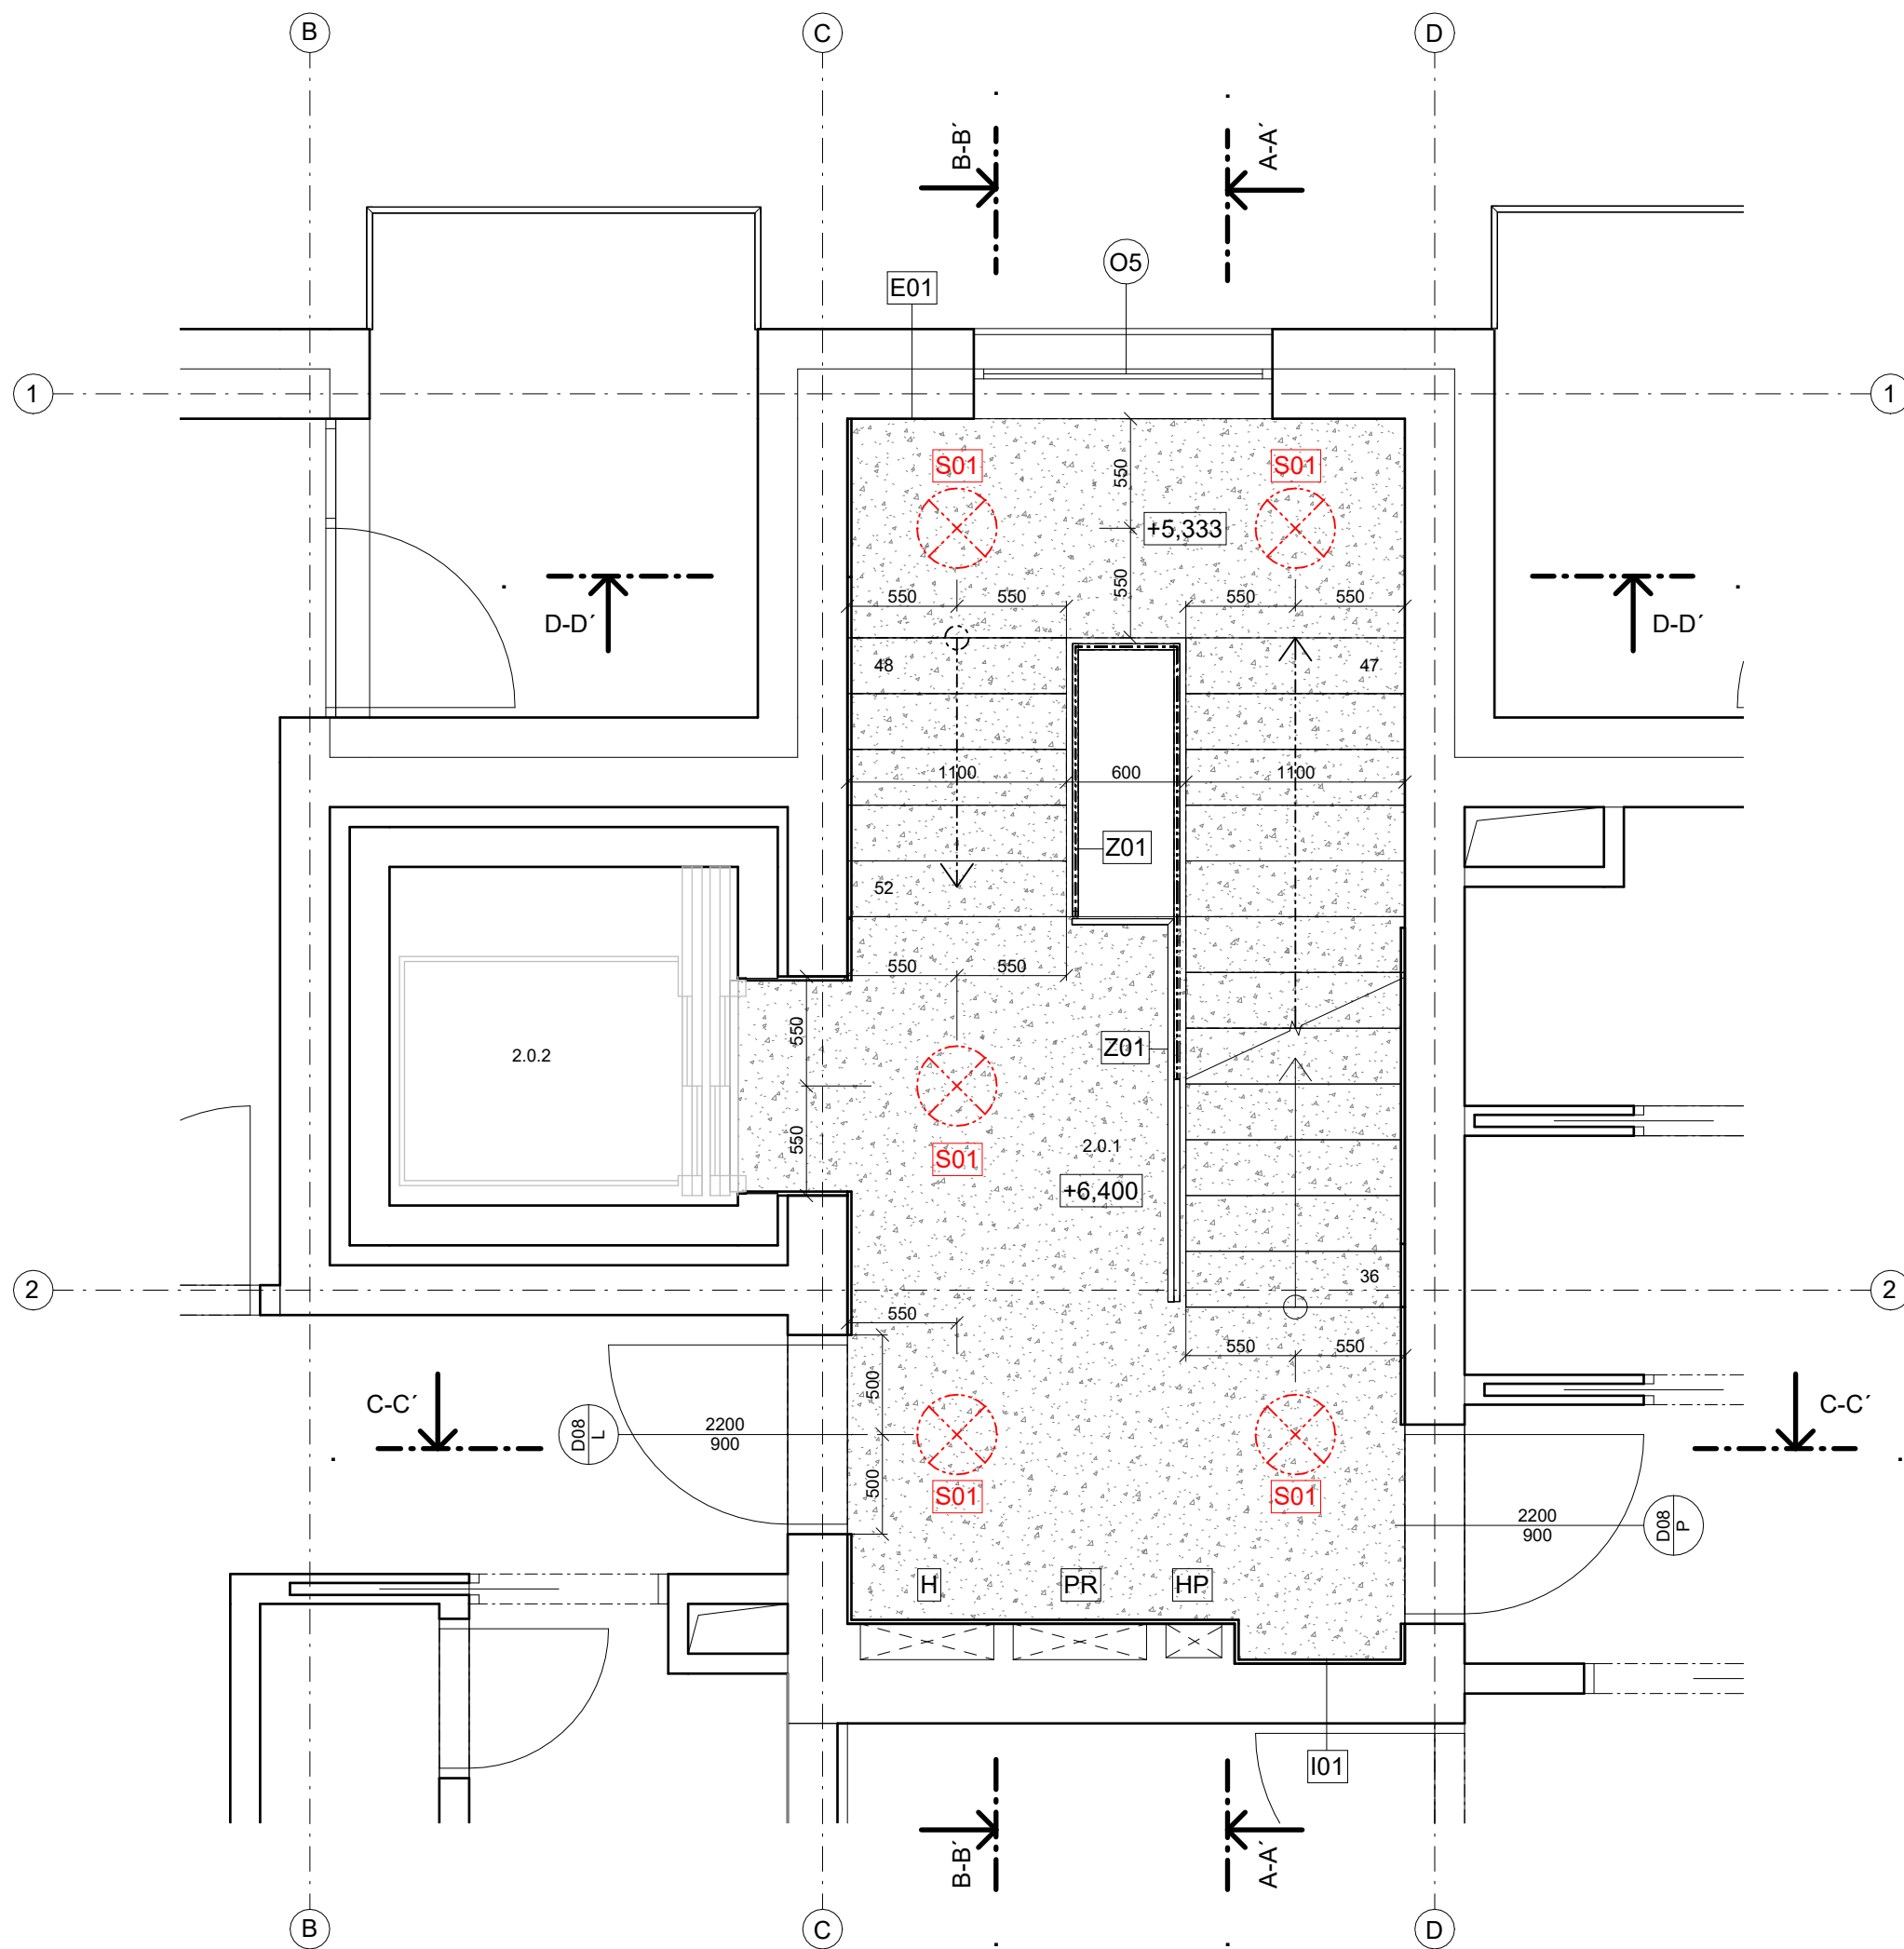 B
C
D
B-B´
A-A´
O5
E01
1
1
S01
S01
550
+5,333
550
550
550
550
550
D-D´
D-D´
48
47
1100
600
1100
Z01
52
550
550
550
Z01
2.0.2
550
2.0.1
S01
+6,400
36
2
2
550
550
550
500
C-C´
C-C´
D08
L
2200
900
500
S01
S01
2200
900
D08
P
H
PR
HP
I01
B-B´
A-A´
B
C
D